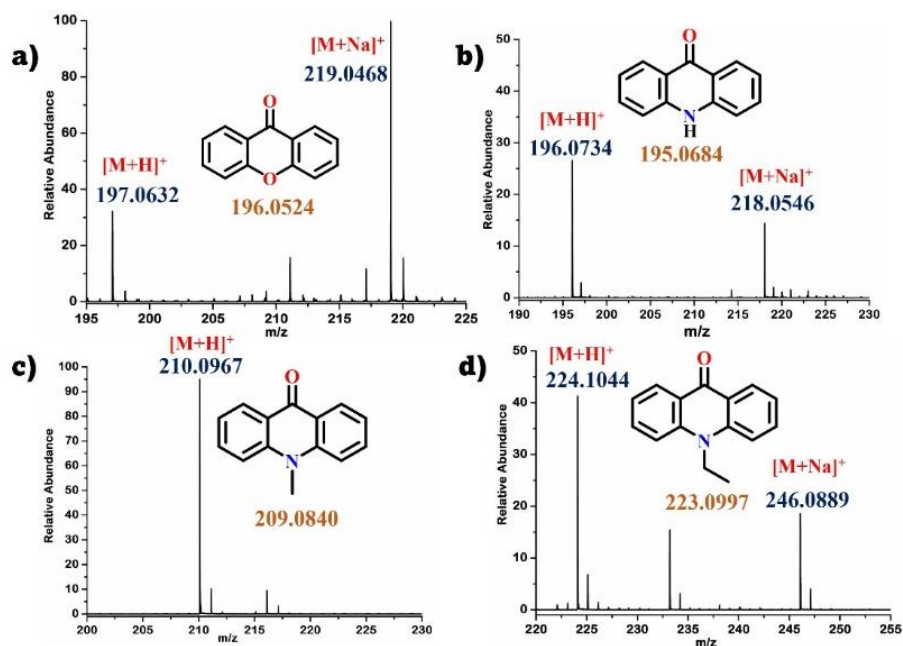 a)
[M+Na]⁺
219.0468
[M+H]⁺
197.0632
O
O
196.0524
Relative Abundance
100
80
60
40
20
0
195 200 205 210 215 220 225
m/z
b)
O
N
H
[M+H]⁺
196.0734
195.0684
[M+Na]⁺
218.0546
Relative Abundance
50
40
30
20
10
0
190 195 200 205 210 215 220 225 230
m/z
c)
[M+H]⁺
210.0967
O
N
209.0840
Relative Abundance
100
90
80
70
60
50
40
30
20
10
0
200 205 210 215 220 225 230
m/z
d)
[M+H]⁺
224.1044
O
N
223.0997
[M+Na]⁺
246.0889
Relative Abundance
50
40
30
20
10
0
220 225 230 235 240 245 250 255
m/z